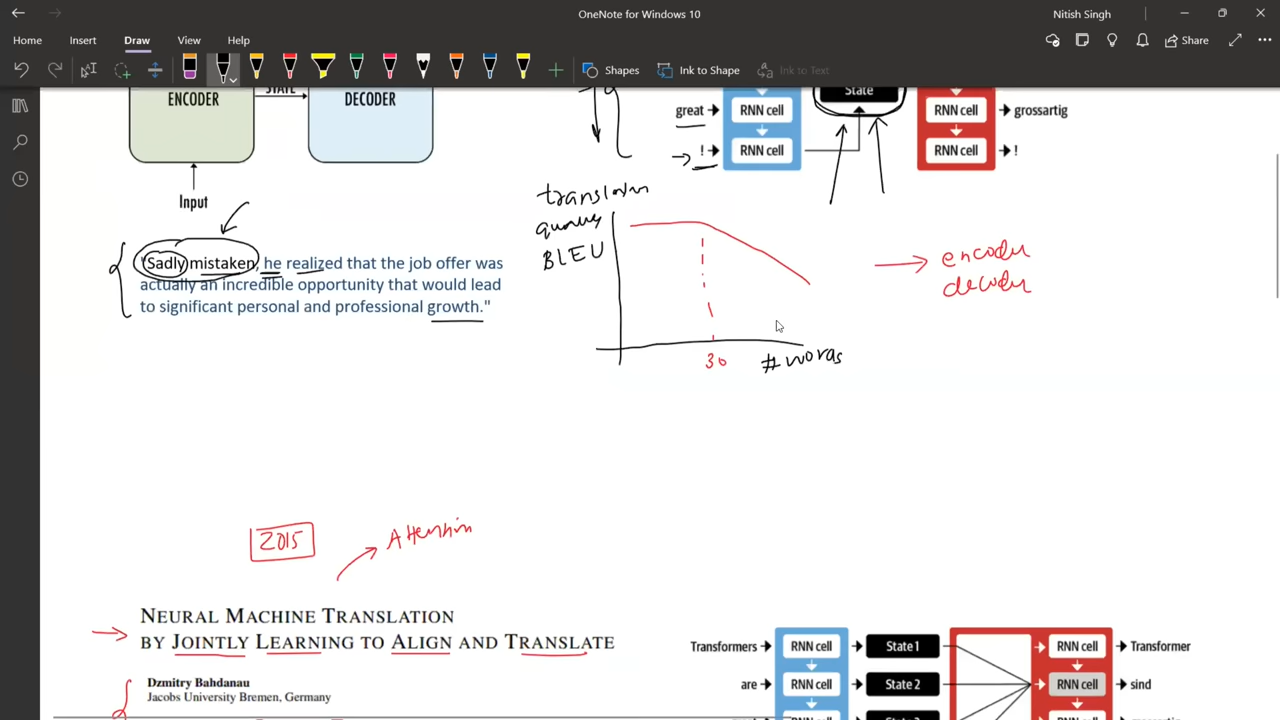 OneNote for Windows 10
Nitish Singh
Home Insert Draw View Help
Share
Shapes
Ink to Shape
Ink to Text
ENCODER
STATE
DECODER
Input
State
great
RNN cell
RNN cell
grossartig
!
RNN cell
RNN cell
!
"Sadly mistaken, he realized that the job offer was
actually an incredible opportunity that would lead
to significant personal and professional growth."
BLEU
30
# words
encoder
decoder
2015
Attention
NEURAL MACHINE TRANSLATION
BY JOINTLY LEARNING TO ALIGN AND TRANSLATE
Dzmitry Bahdanau
Jacobs University Bremen, Germany
Transformers
RNN cell
State 1
RNN cell
Transformer
are
RNN cell
State 2
RNN cell
sind